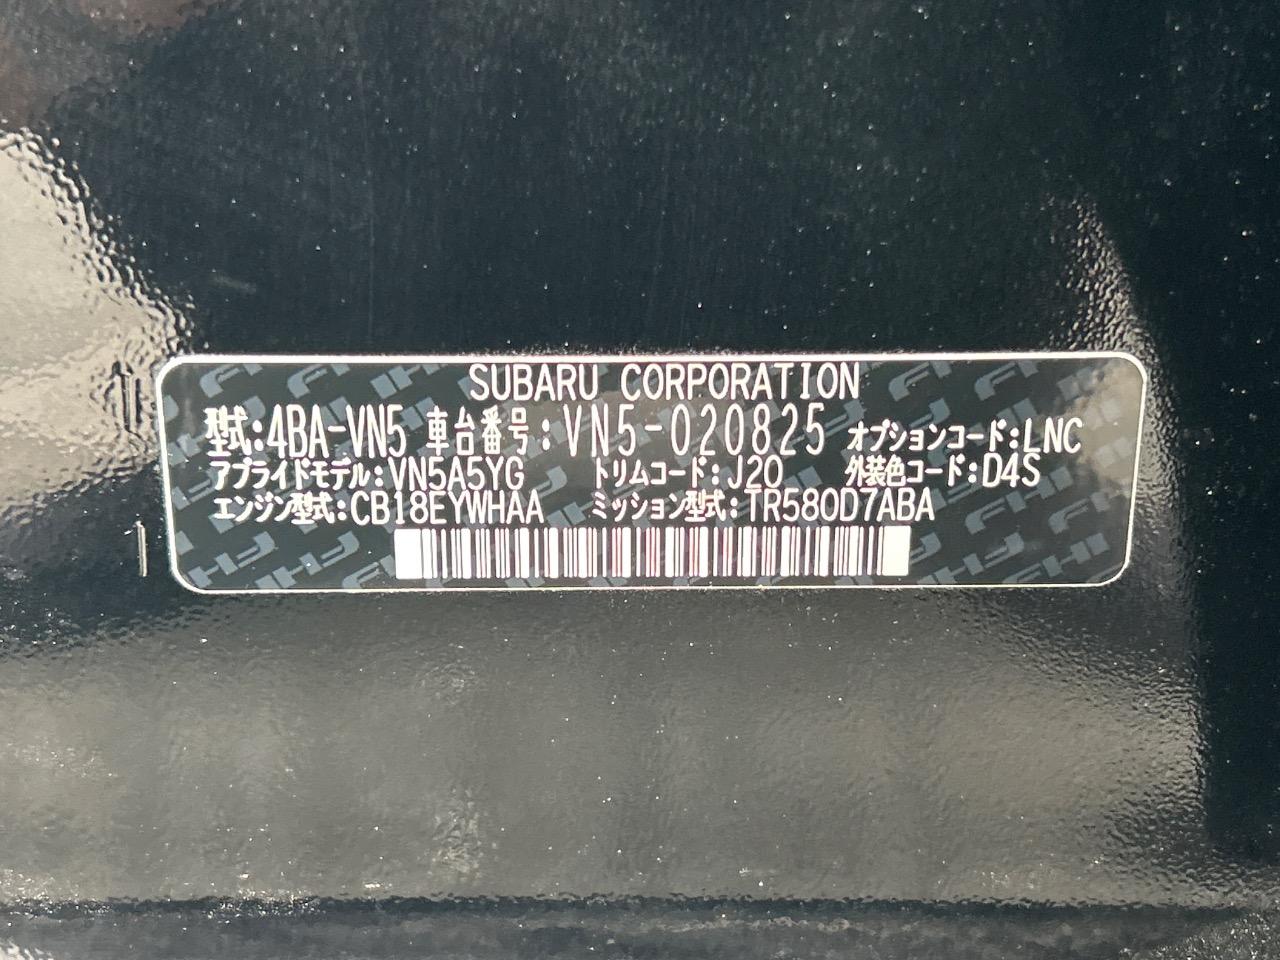 SUBARU CORPORATION
型式:4BA-VN5 車台番号:VN5-020825 オプションコード:LNC
アプライドモデル:VN5A5YG トリムコード:J20 外装色コード:D4S
エンジン型式:CB18EYWHAA ミッション型式:TR580D7ABA